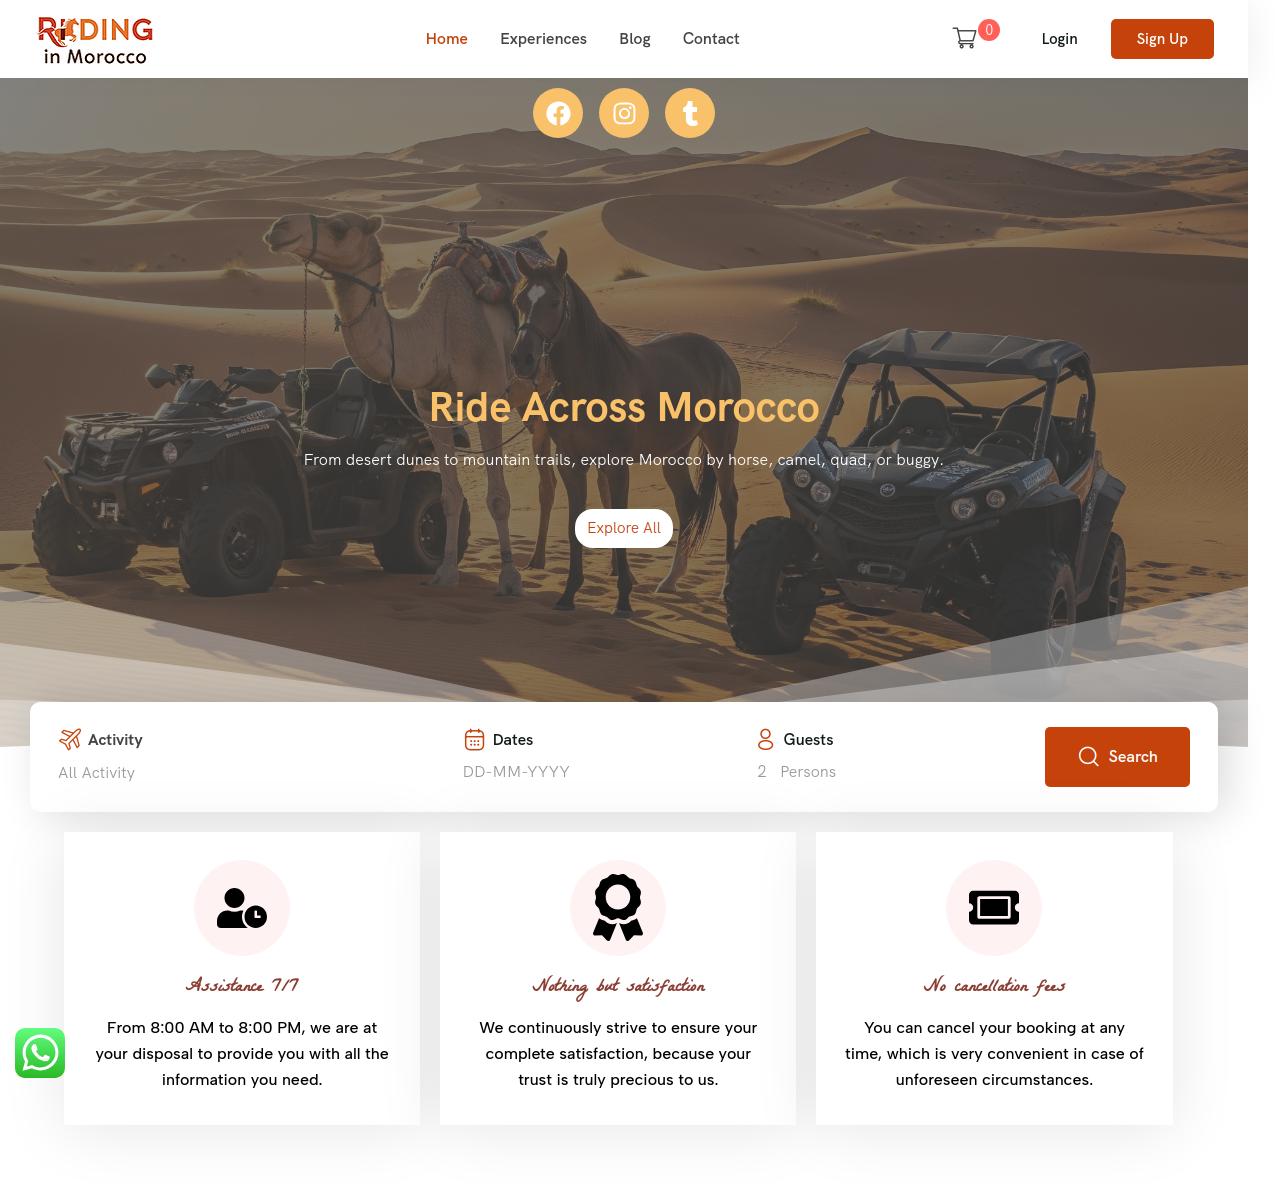 RIDING
in Morocco
Home
Experiences
Blog
Contact
0
Login
Sign Up
Ride Across Morocco
From desert dunes to mountain trails, explore Morocco by horse, camel, quad, or buggy.
Explore All
Activity
All Activity
Dates
DD-MM-YYYY
Guests
2 Persons
Search
Assistance 7/7
From 8:00 AM to 8:00 PM, we are at
your disposal to provide you with all the
information you need.
Nothing but satisfaction
We continuously strive to ensure your
complete satisfaction, because your
trust is truly precious to us.
No cancellation fees
You can cancel your booking at any
time, which is very convenient in case of
unforeseen circumstances.